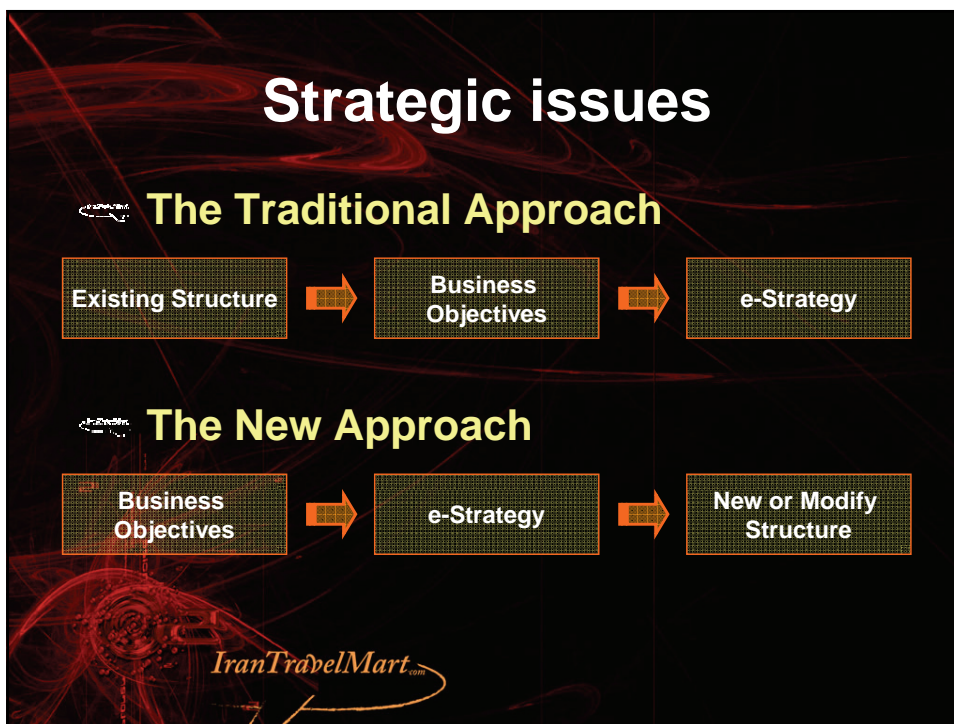 Strategic issues
The Traditional Approach
Existing Structure
Business
Objectives
e-Strategy
The New Approach
Business
Objectives
e-Strategy
New or Modify
Structure
IranTravelMart.com